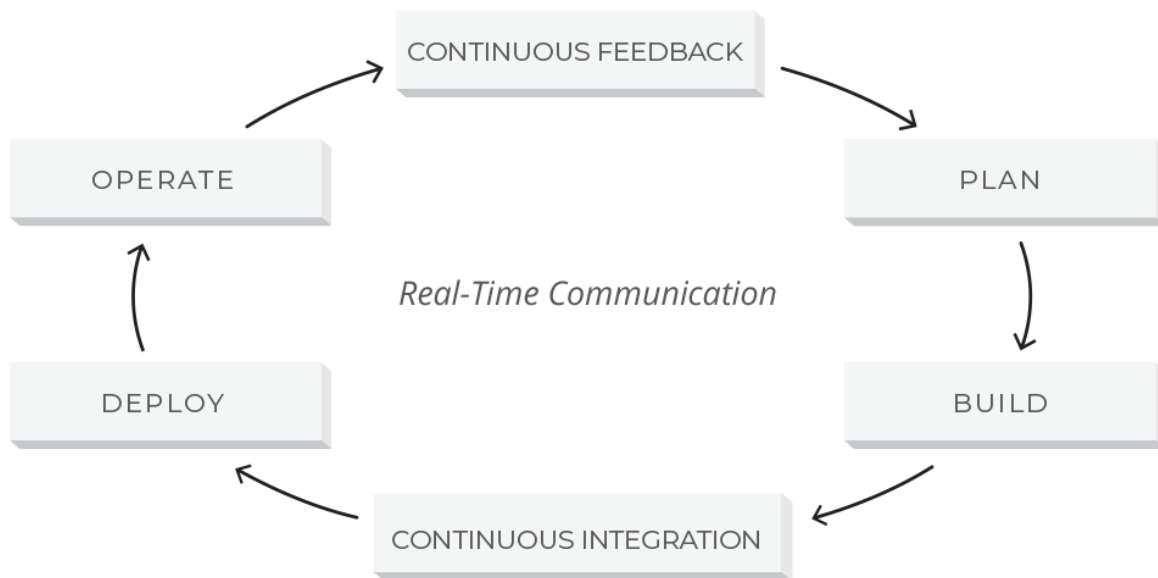 CONTINUOUS FEEDBACK
OPERATE
PLAN
Real-Time Communication
DEPLOY
BUILD
CONTINUOUS INTEGRATION